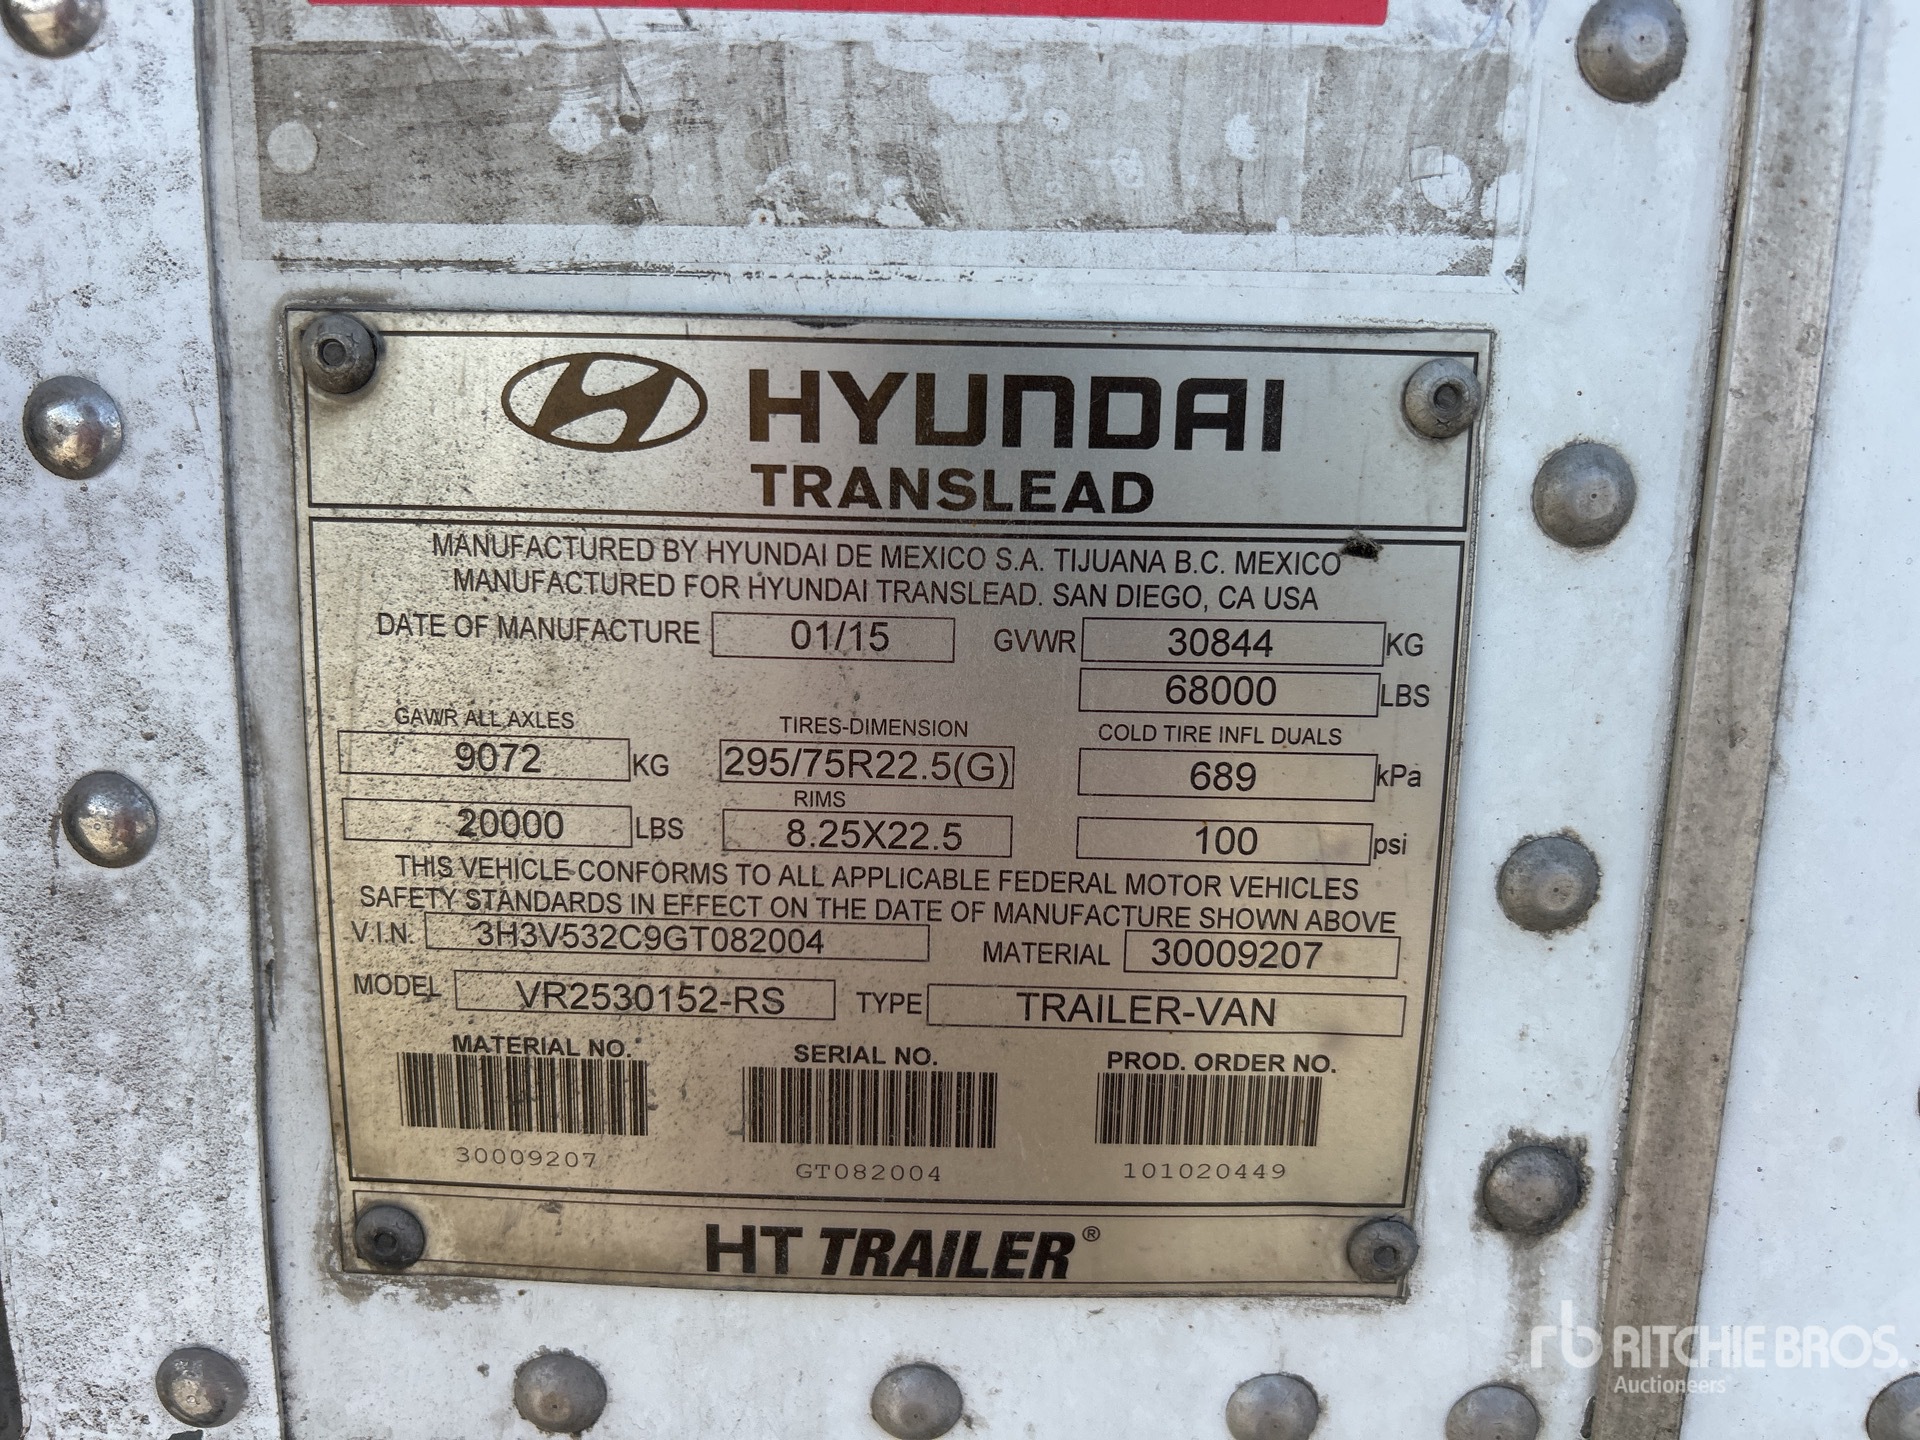 HYUNDAI
TRANSLEAD
MANUFACTURED BY HYUNDAI DE MEXICO S.A. TIJUANA B.C. MEXICO
MANUFACTURED FOR HYUNDAI TRANSLEAD. SAN DIEGO, CA USA
DATE OF MANUFACTURE 01/15 GVWR 30844 KG
68000 LBS
GAWR ALL AXLES TIRES-DIMENSION COLD TIRE INFL DUALS
9072 KG 295/75R22.5(G) 689 kPa
RIMS
20000 LBS 8.25X22.5 100 psi
THIS VEHICLE CONFORMS TO ALL APPLICABLE FEDERAL MOTOR VEHICLES
SAFETY STANDARDS IN EFFECT ON THE DATE OF MANUFACTURE SHOWN ABOVE
V.I.N. 3H3V532C9GT082004 MATERIAL 30009207
MODEL VR2530152-RS TYPE TRAILER-VAN
MATERIAL NO. SERIAL NO. PROD. ORDER NO.
30009207 GT082004 101020449
HT TRAILER®
rb RITCHIE BROS.
Auctioneers